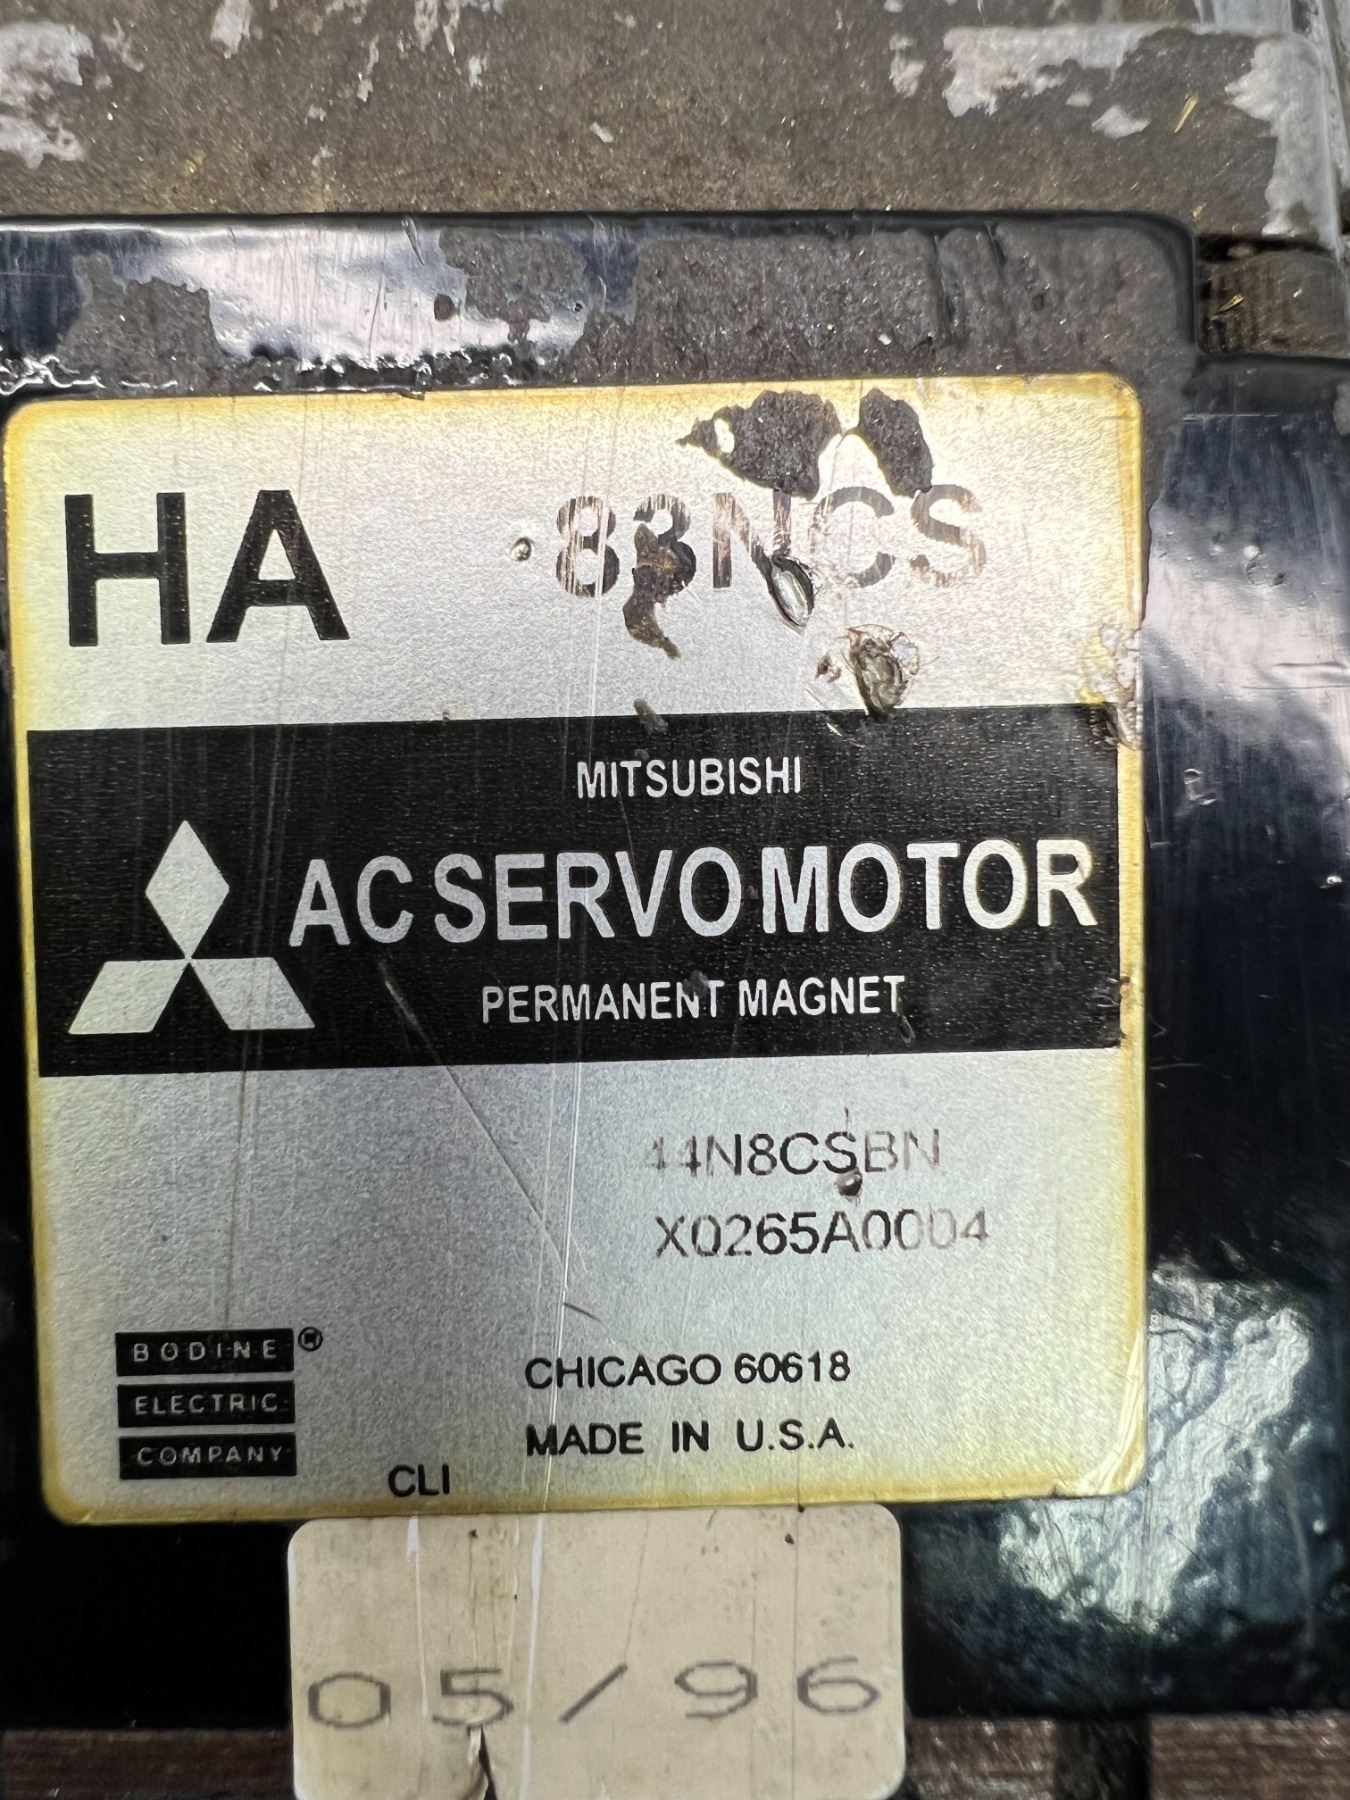 HA 83NCS
MITSUBISHI
AC SERVO MOTOR
PERMANENT MAGNET
44N8CSBN
X0265A0004
BODINE ®
ELECTRIC
COMPANY
CHICAGO 60618
MADE IN U.S.A.
CLI
05/96